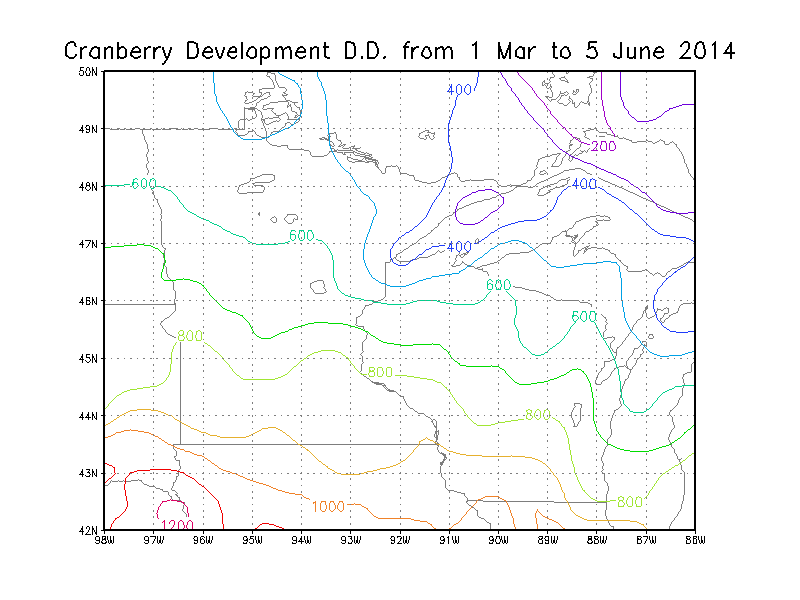 Cranberry Development D.D. from 1 Mar to 5 June 2014
50N
400
49N
200
48N
600
400
47N
600
400
46N
600
600
45N
800
800
44N
800
43N
1000
800
1200
42N
98W 97W 96W 95W 94W 93W 92W 91W 90W 89W 88W 87W 86W